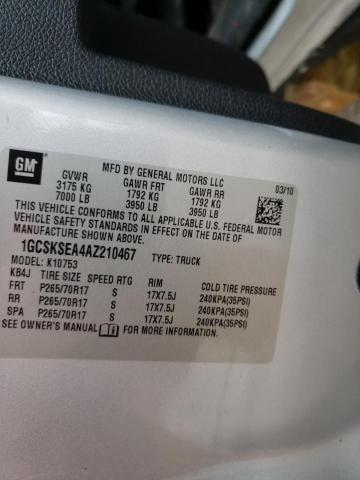 GM
MFD BY GENERAL MOTORS LLC 03/10
GVWR GAWR FRT GAWR RR
3175 KG 1792 KG 1792 KG
7000 LB 3950 LB 3950 LB
THIS VEHICLE CONFORMS TO ALL APPLICABLE U.S. FEDERAL
MOTOR VEHICLE SAFETY STANDARDS IN EFFECT ON THE DATE OF
MANUFACTURE SHOWN ABOVE.
1GCSKSEA4AZ210467 TYPE: TRUCK
MODEL: K10753
KB4J TIRE SIZE SPEED RTG RIM COLD TIRE PRESSURE
FRT P265/70R17 S 17X7.5J 240KPA(35PSI)
RR P265/70R17 S 17X7.5J 240KPA(35PSI)
SPA P265/70R17 S 17X7.5J 240KPA(35PSI)
SEE OWNER'S MANUAL FOR MORE INFORMATION.